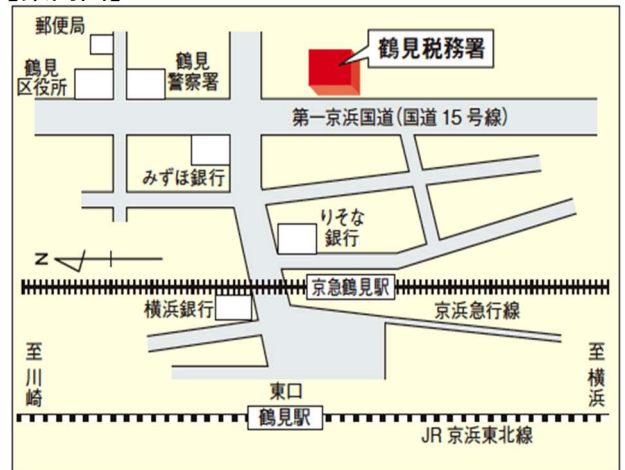 郵便局
鶴見
区役所
鶴見
警察署
鶴見税務署
第一京浜国道(国道15号線)
みずほ銀行
りそな
銀行
N
京急鶴見駅
横浜銀行
京浜急行線
至川崎
至横浜
東口
鶴見駅
JR京浜東北線